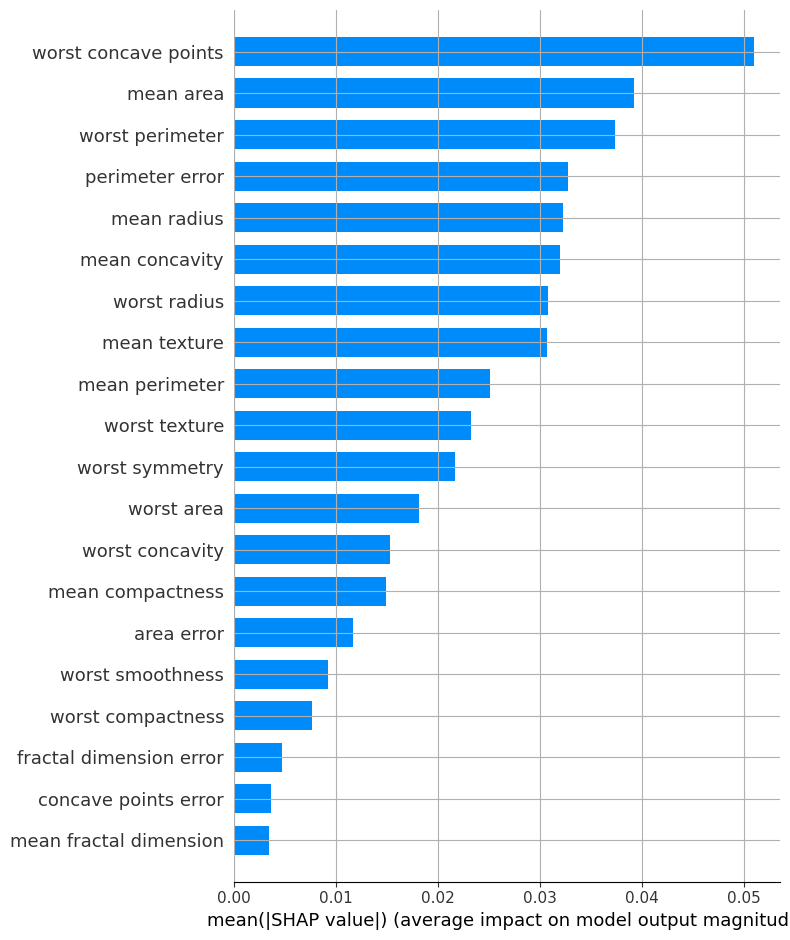 worst concave points
mean area
worst perimeter
perimeter error
mean radius
mean concavity
worst radius
mean texture
mean perimeter
worst texture
worst symmetry
worst area
worst concavity
mean compactness
area error
worst smoothness
worst compactness
fractal dimension error
concave points error
mean fractal dimension
0.00 0.01 0.02 0.03 0.04 0.05
mean(|SHAP value|) (average impact on model output magnitud